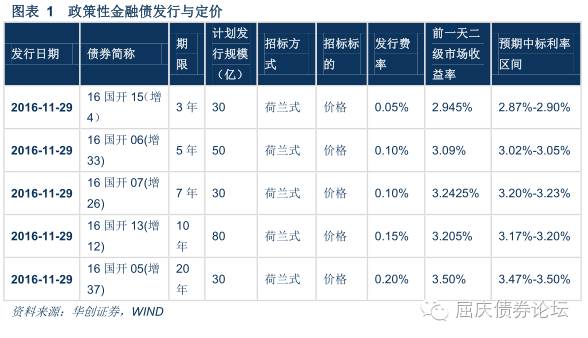 图表 1 政策性金融债发行与定价
发行日期 债券简称 期限 计划发行规模(亿) 招标方式 招标标的 发行费率 前一天二级市场收益率 预期中标利率区间
2016-11-29 16 国开 15(增4) 3 年 30 荷兰式 价格 0.05% 2.945% 2.87%-2.90%
2016-11-29 16 国开 06(增33) 5 年 50 荷兰式 价格 0.10% 3.09% 3.02%-3.05%
2016-11-29 16 国开 07(增26) 7 年 30 荷兰式 价格 0.10% 3.2425% 3.20%-3.23%
2016-11-29 16 国开 13(增12) 10年 80 荷兰式 价格 0.15% 3.205% 3.17%-3.20%
2016-11-29 16 国开 05(增37) 20年 30 荷兰式 价格 0.20% 3.50% 3.47%-3.50%
资料来源：华创证券，WIND
屈庆债券论坛